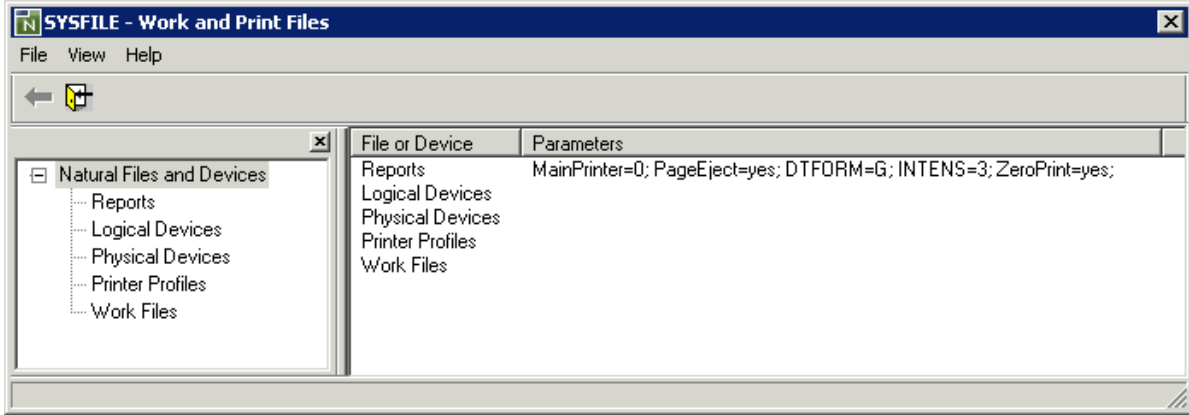 SYSFILE - Work and Print Files
File View Help
Natural Files and Devices
Reports
Logical Devices
Physical Devices
Printer Profiles
Work Files
File or Device Parameters
Reports MainPrinter=0; PageEject=yes; DTFORM=G; INTENS=3; ZeroPrint=yes;
Logical Devices
Physical Devices
Printer Profiles
Work Files